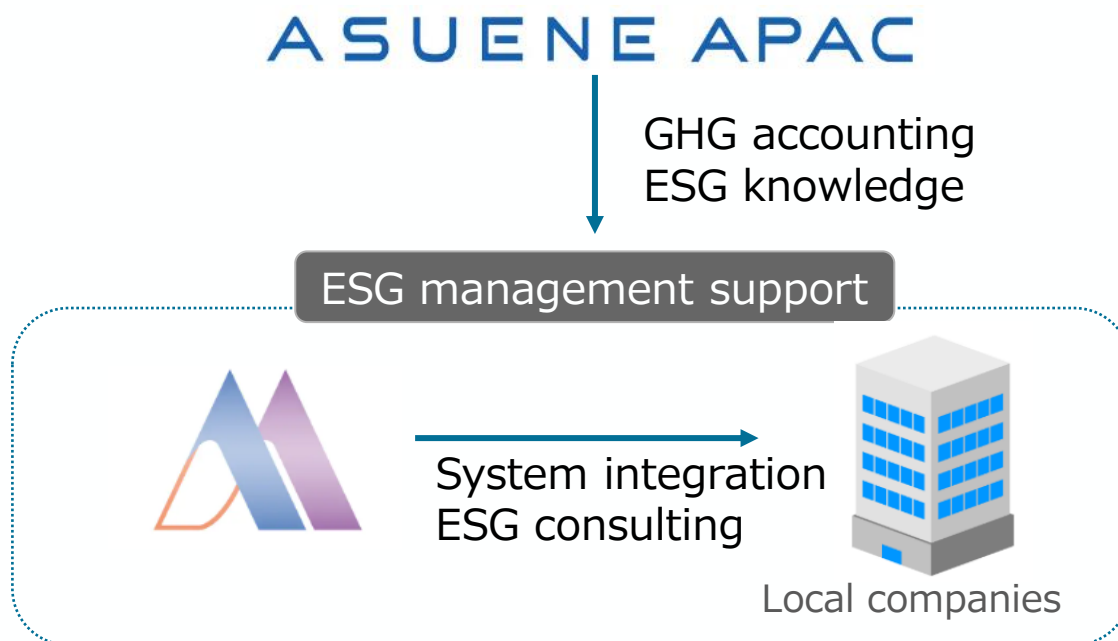 ASUENE APAC
GHG accounting
ESG knowledge
ESG management support
System integration
ESG consulting
Local companies